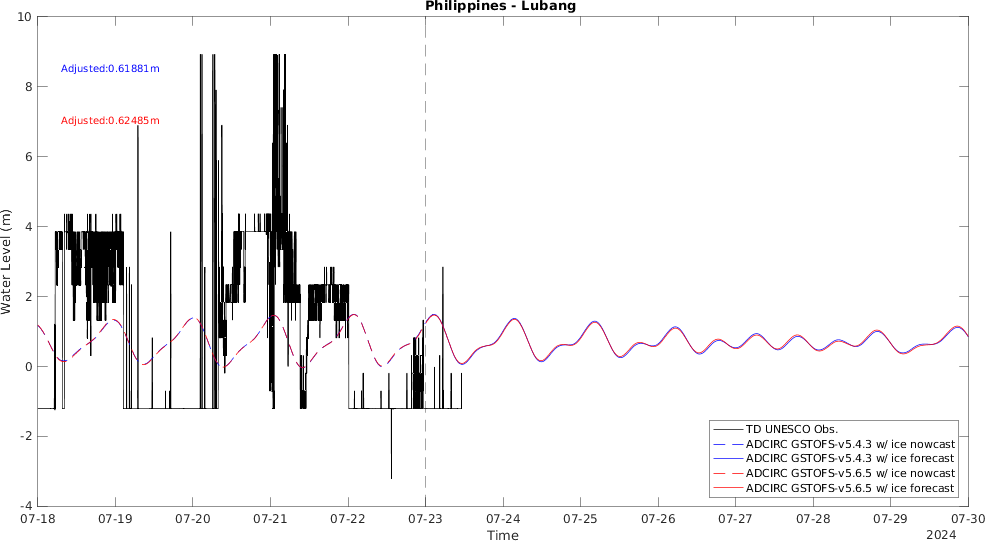 Philippines - Lubang
10
8
6
4
2
0
-2
-4
Water Level (m)
Adjusted:0.61881m
Adjusted:0.62485m
TD UNESCO Obs.
ADCIRC GSTOFS-v5.4.3 w/ ice nowcast
ADCIRC GSTOFS-v5.4.3 w/ ice forecast
ADCIRC GSTOFS-v5.6.5 w/ ice nowcast
ADCIRC GSTOFS-v5.6.5 w/ ice forecast
07-18 07-19 07-20 07-21 07-22 07-23 07-24 07-25 07-26 07-27 07-28 07-29 07-30
Time
2024